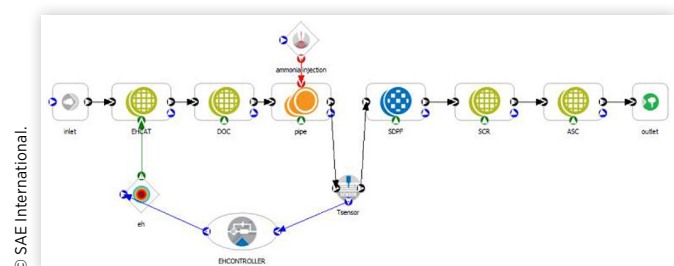 ammonia injection
inlet
EHCAT
DOC
pipe
SDPF
SCR
ASC
outlet
Tsensor
eh
EHCONTROLLER
© SAE International.